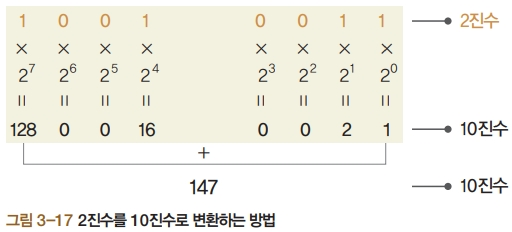 1 0 0 1 0 0 1 1 2진수
× × × × × × × ×
2⁷ 2⁶ 2⁵ 2⁴ 2³ 2² 2¹ 2⁰
= = = = = = = =
128 0 0 16 0 0 2 1 10진수
+
147 10진수
그림 3-17 2진수를 10진수로 변환하는 방법